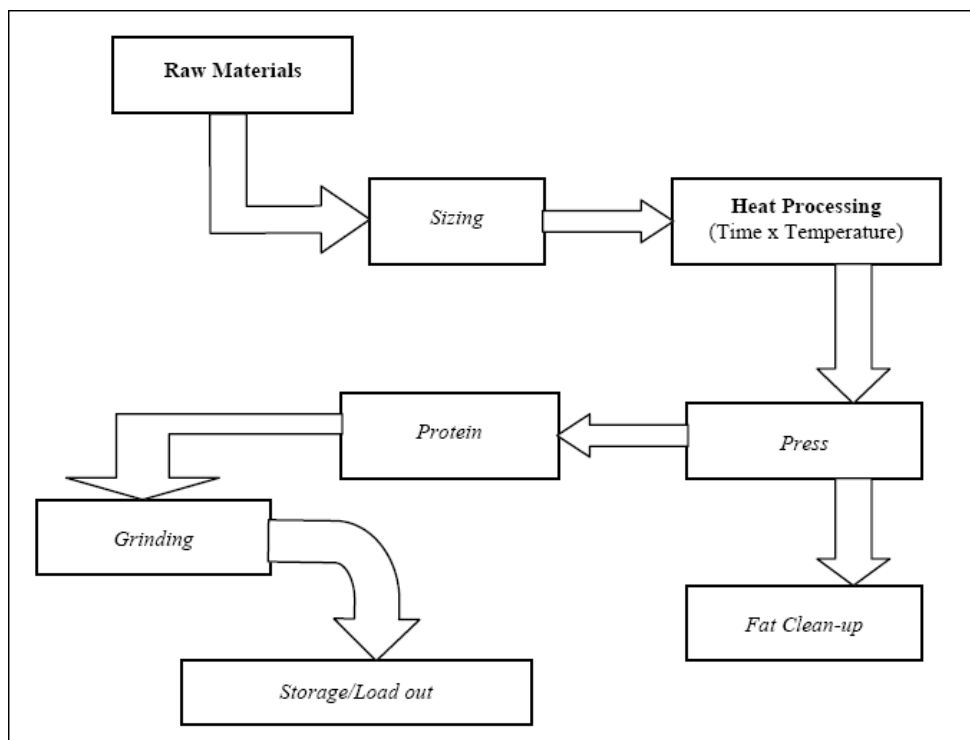 Raw Materials
Sizing
Heat Processing
(Time x Temperature)
Protein
Press
Grinding
Fat Clean-up
Storage/Load out